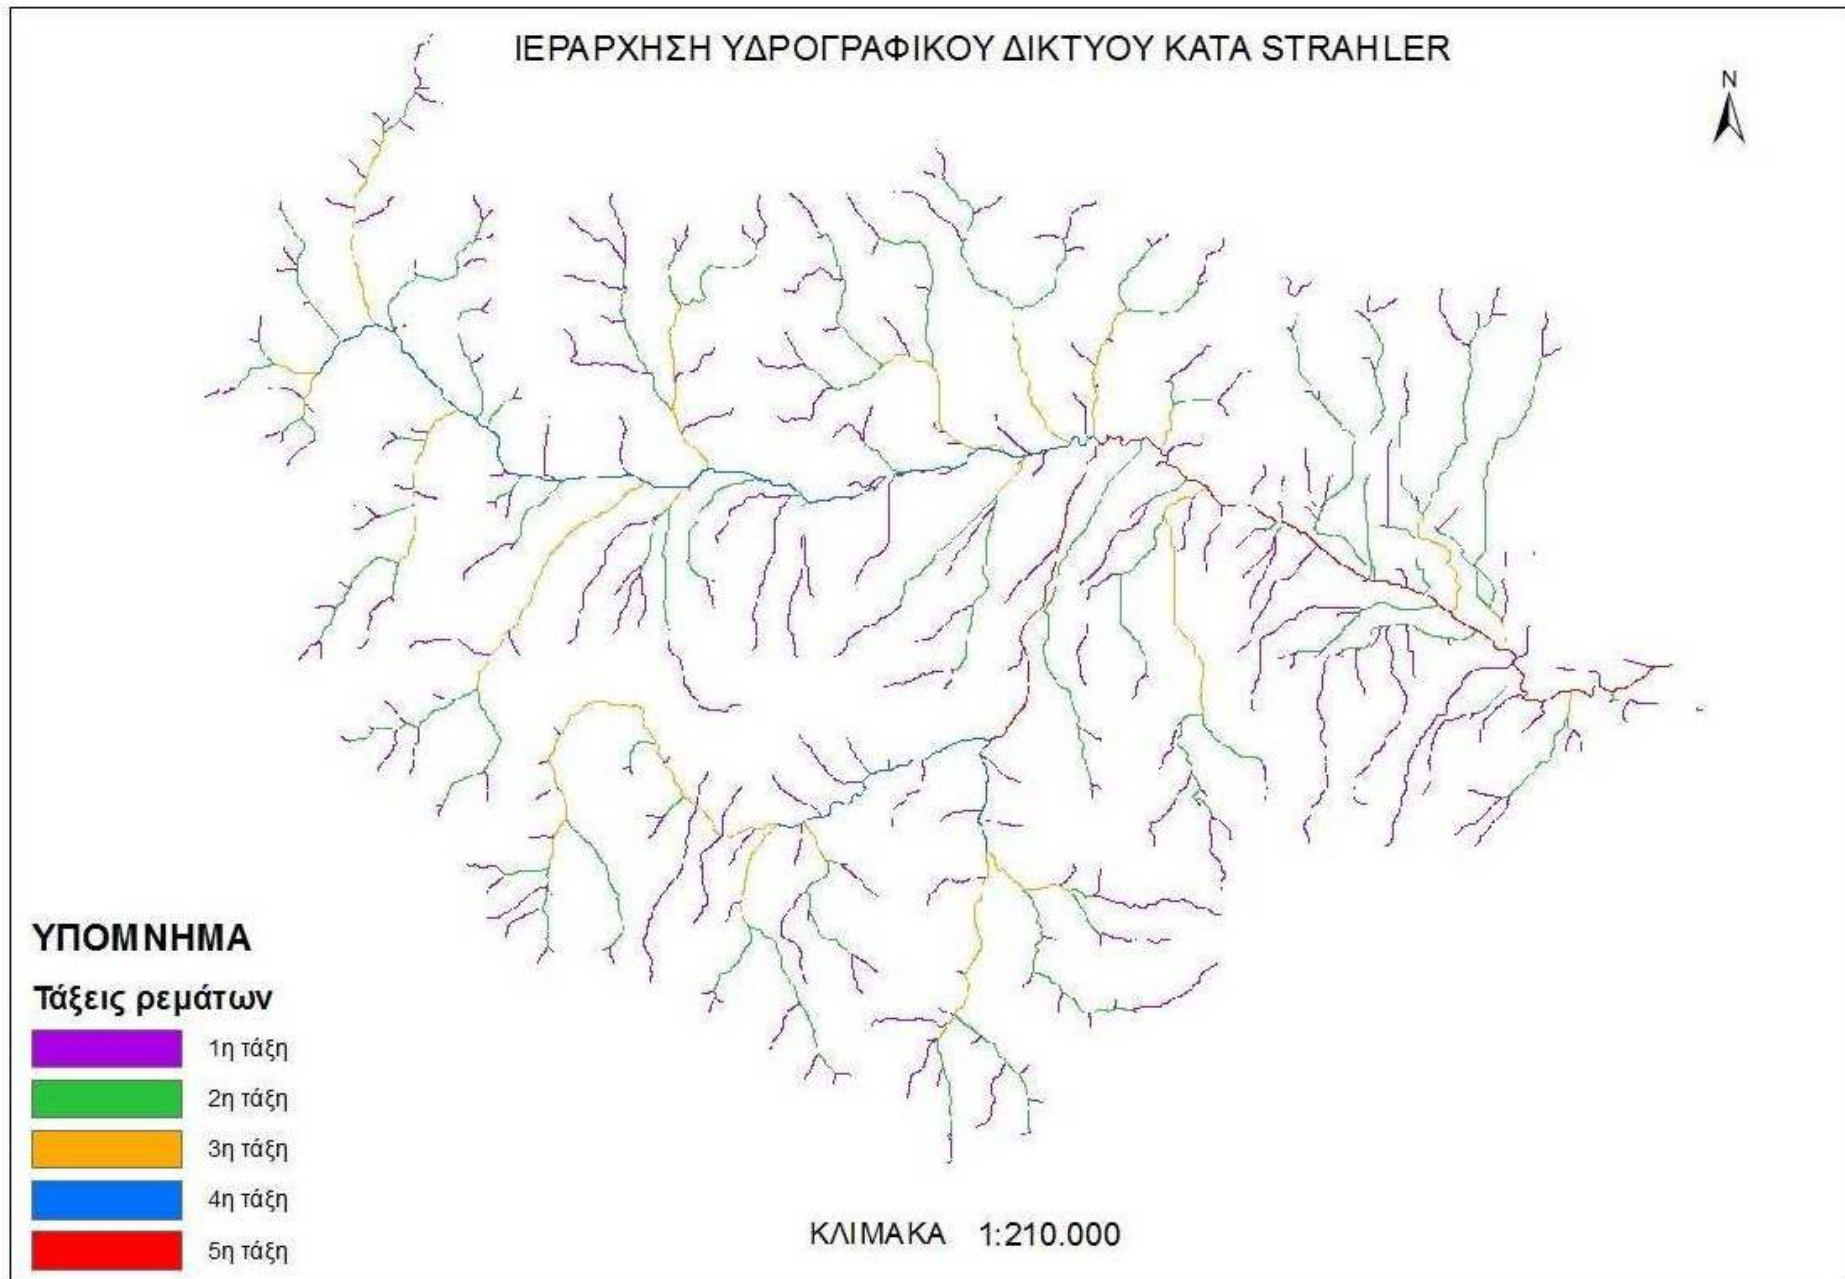 ΙΕΡΑΡΧΗΣΗ ΥΔΡΟΓΡΑΦΙΚΟΥ ΔΙΚΤΥΟΥ ΚΑΤΑ STRAHLER
N
ΥΠΟΜΝΗΜΑ
Τάξεις ρεμάτων
1η τάξη
2η τάξη
3η τάξη
4η τάξη
5η τάξη
ΚΛΙΜΑΚΑ 1:210.000